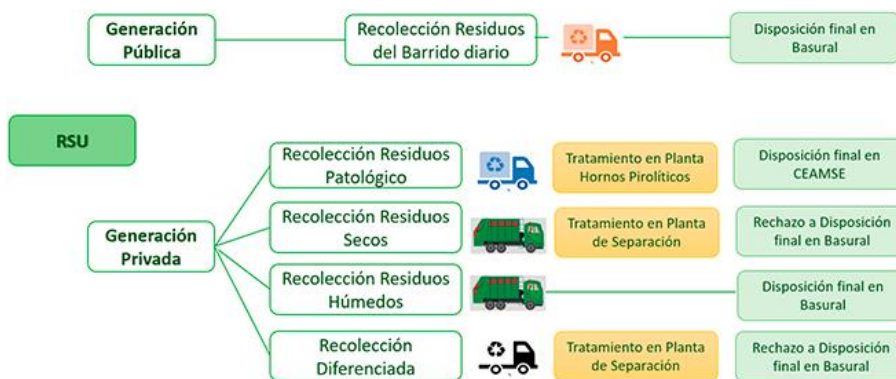 Generación
Pública
Recolección Residuos
del Barrido diario
Disposición final en
Basural
RSU
Recolección Residuos
Patológico
Tratamiento en Planta
Hornos Pirolíticos
Disposición final en
CEAMSE
Generación
Privada
Recolección Residuos
Secos
Tratamiento en Planta
de Separación
Rechazo a Disposición
final en Basural
Recolección Residuos
Húmedos
Disposición final en
Basural
Recolección
Diferenciada
Tratamiento en Planta
de Separación
Rechazo a Disposición
final en Basural